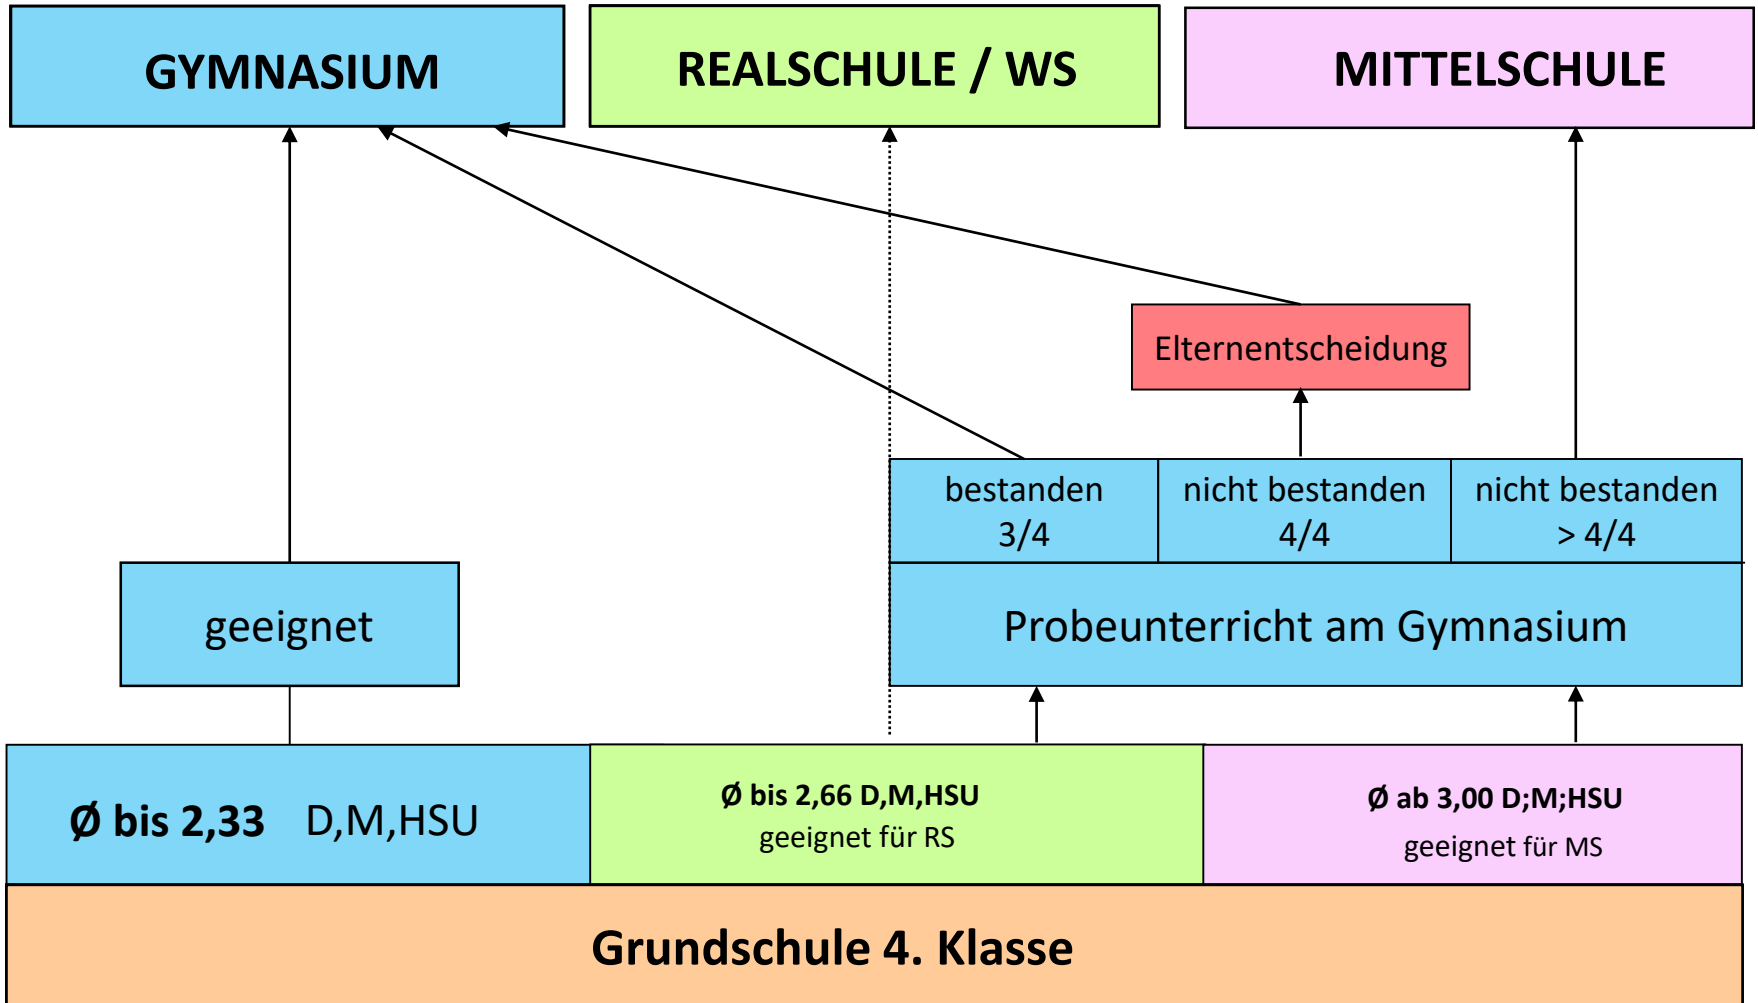 GYMNASIUM
REALSCHULE / WS
MITTELSCHULE
Elternentscheidung
bestanden
3/4
nicht bestanden
4/4
nicht bestanden
> 4/4
geeignet
Probeunterricht am Gymnasium
Ø bis 2,33 D,M,HSU
Ø bis 2,66 D,M,HSU
geeignet für RS
Ø ab 3,00 D;M;HSU
geeignet für MS
Grundschule 4. Klasse